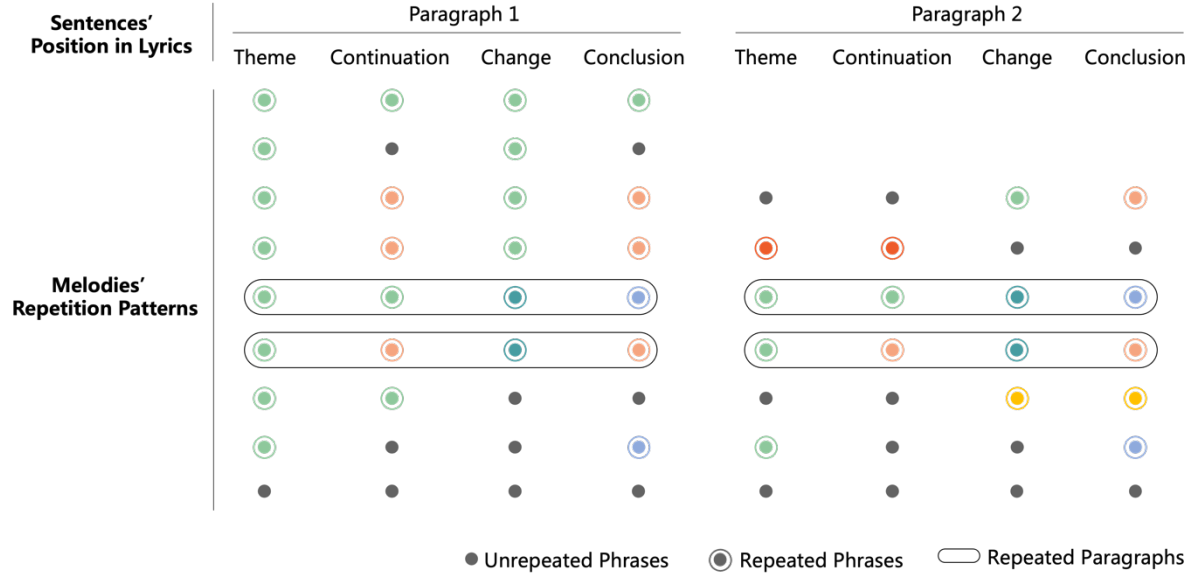 Sentences’
Position in Lyrics
Paragraph 1
Paragraph 2
Theme Continuation Change Conclusion
Theme Continuation Change Conclusion
Melodies’
Repetition Patterns
Unrepeated Phrases
Repeated Phrases
Repeated Paragraphs